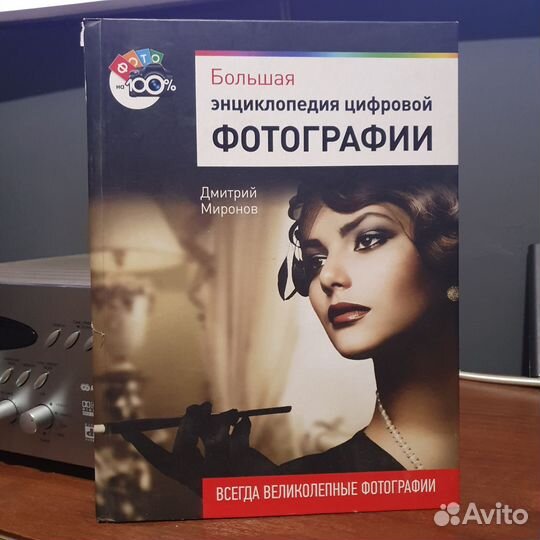 ФОТО
на 100%
Большая
энциклопедия цифровой
ФОТОГРАФИИ
Дмитрий
Миронов
ВСЕГДА ВЕЛИКОЛЕПНЫЕ ФОТОГРАФИИ
Avito